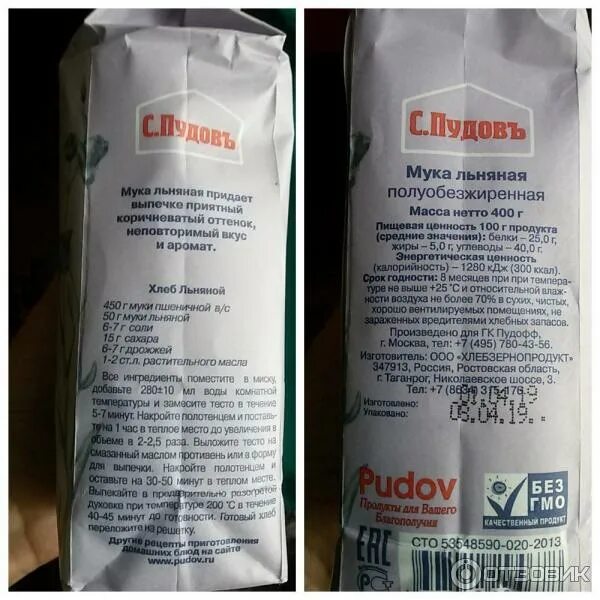 С.Пудовъ
Мука льняная придает
выпечке приятный
коричневатый оттенок,
неповторимый вкус
и аромат.
Хлеб Льняной
450 г муки пшеничной в/с
50 г муки льняной
6-7 г соли
15 г сахара
6-7 г дрожжей
1-2 ст.л. растительного масла
Все ингредиенты поместите в миску,
добавьте 280±10 мл воды комнатной
температуры и замесите тесто в течение
5-7 минут. Накройте полотенцем и поставь-
те на 1 час в теплое место до увеличения в
объеме в 2-2,5 раза. Выложите тесто на
смазанный маслом противень или в форму
для выпечки. Накройте полотенцем и
оставьте на 30-50 минут в теплом месте.
Выпекайте в предварительно разогретой
духовке при температуре 200 °С в течение
40-45 минут до готовности. Готовый хлеб
переложите на решетку.
Другие рецепты приготовления
домашних блюд на сайте
www.pudov.ru
С.Пудовъ
Мука льняная
полуобезжиренная
Масса нетто 400 г
Пищевая ценность 100 г продукта
(средние значения): белки – 25,0 г,
жиры – 5,0 г, углеводы – 40,0 г.
Энергетическая ценность
(калорийность) – 1280 кДж (300 ккал).
Срок годности: 8 месяцев при при темпера-
туре не выше +25 °С и относительной влаж-
ности воздуха не более 70% в сухих, чистых,
хорошо вентилируемых помещениях, не
зараженных вредителями хлебных запасов.
Произведено для ГК Пудофф,
г. Москва, тел: +7 (495) 780-43-56.
Изготовитель: ООО «ХЛЕБЗЕРНОПРОДУКТ»
347913, Россия, Ростовская область,
г. Таганрог, Николаевское шоссе, 3.
Тел: +7 (8634)
Изготовлено: 04.19
Упаковано: 08.04.19.
Pudov
Продукты для Вашего
Благополучия
БЕЗ
ГМО
КАЧЕСТВЕННЫЙ ПРОДУКТ
EAC
СТО 53548590-020-2013
ОТЗОВИК